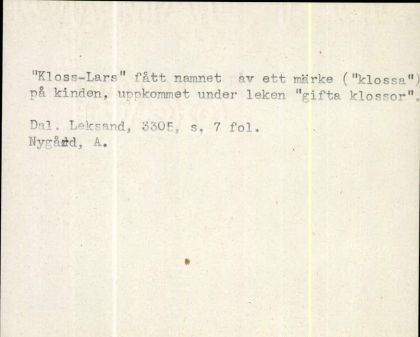 "Kloss-Lars" fått namnet av ett märke ("klossa")
på kinden, uppkommet under leken "gifta klossor".
Dal. Leksand, 330E, s. 7 fol.
Nygård, A.